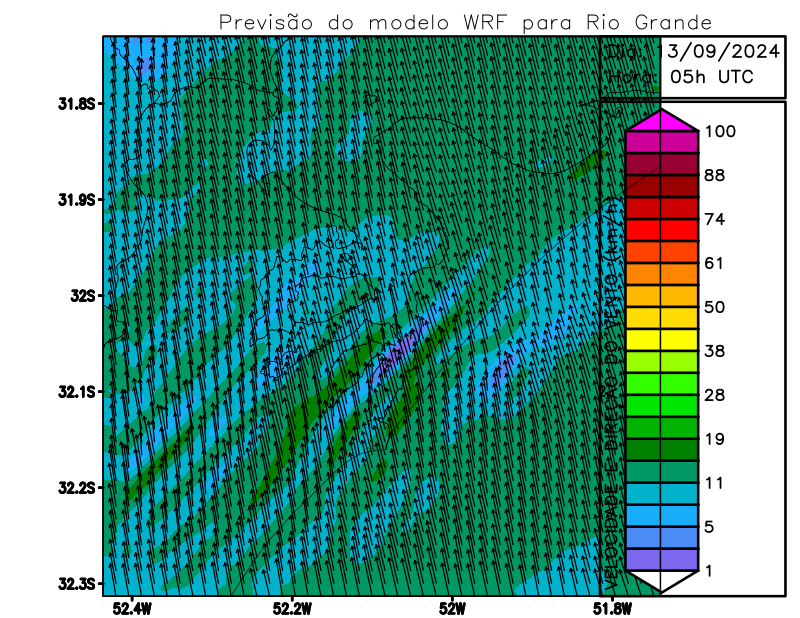 Previsão do modelo WRF para Rio Grande
Dia: 13/09/2024
Hora: 05h UTC
31.8S
31.9S
32S
32.1S
32.2S
32.3S
52.4W
52.2W
52W
51.8W
VELOCIDADE E DIREÇÃO DO VENTO (km/h)
100
88
74
61
50
38
28
19
11
5
1